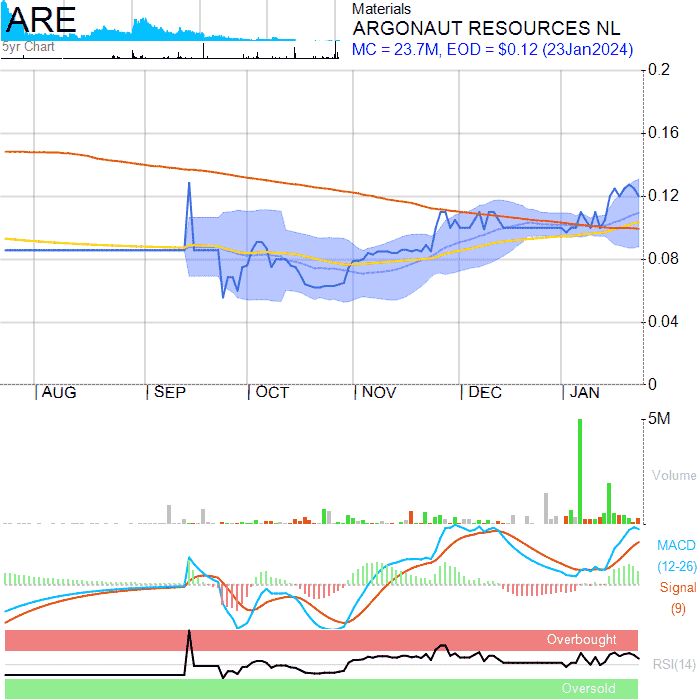 ARE
5yr Chart
Materials
ARGONAUT RESOURCES NL
MC = 23.7M, EOD = $0.12 (23Jan2024)
0.2
0.16
0.12
0.08
0.04
0
AUG SEP OCT NOV DEC JAN
5M
Volume
MACD
(12-26)
Signal
(9)
Overbought
RSI(14)
Oversold